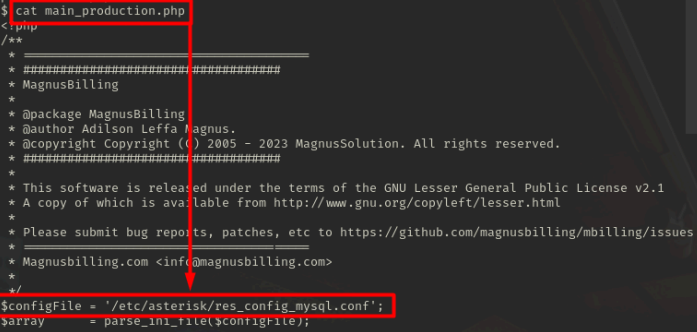 $ cat main_production.php
<?php
/**
 * =======================================
 * ###################################
 * MagnusBilling
 *
 * @package MagnusBilling
 * @author Adilson Leffa Magnus.
 * @copyright Copyright (C) 2005 - 2023 MagnusSolution. All rights reserved.
 * ###################################
 *
 * This software is released under the terms of the GNU Lesser General Public License v2.1
 * A copy of which is available from http://www.gnu.org/copyleft/lesser.html
 *
 * Please submit bug reports, patches, etc to https://github.com/magnusbilling/mbilling/issues
 * =======================================
 * Magnusbilling.com <info@magnusbilling.com>
 *
 */
$configFile = '/etc/asterisk/res_config_mysql.conf';
$array      = parse_ini_file($configFile);